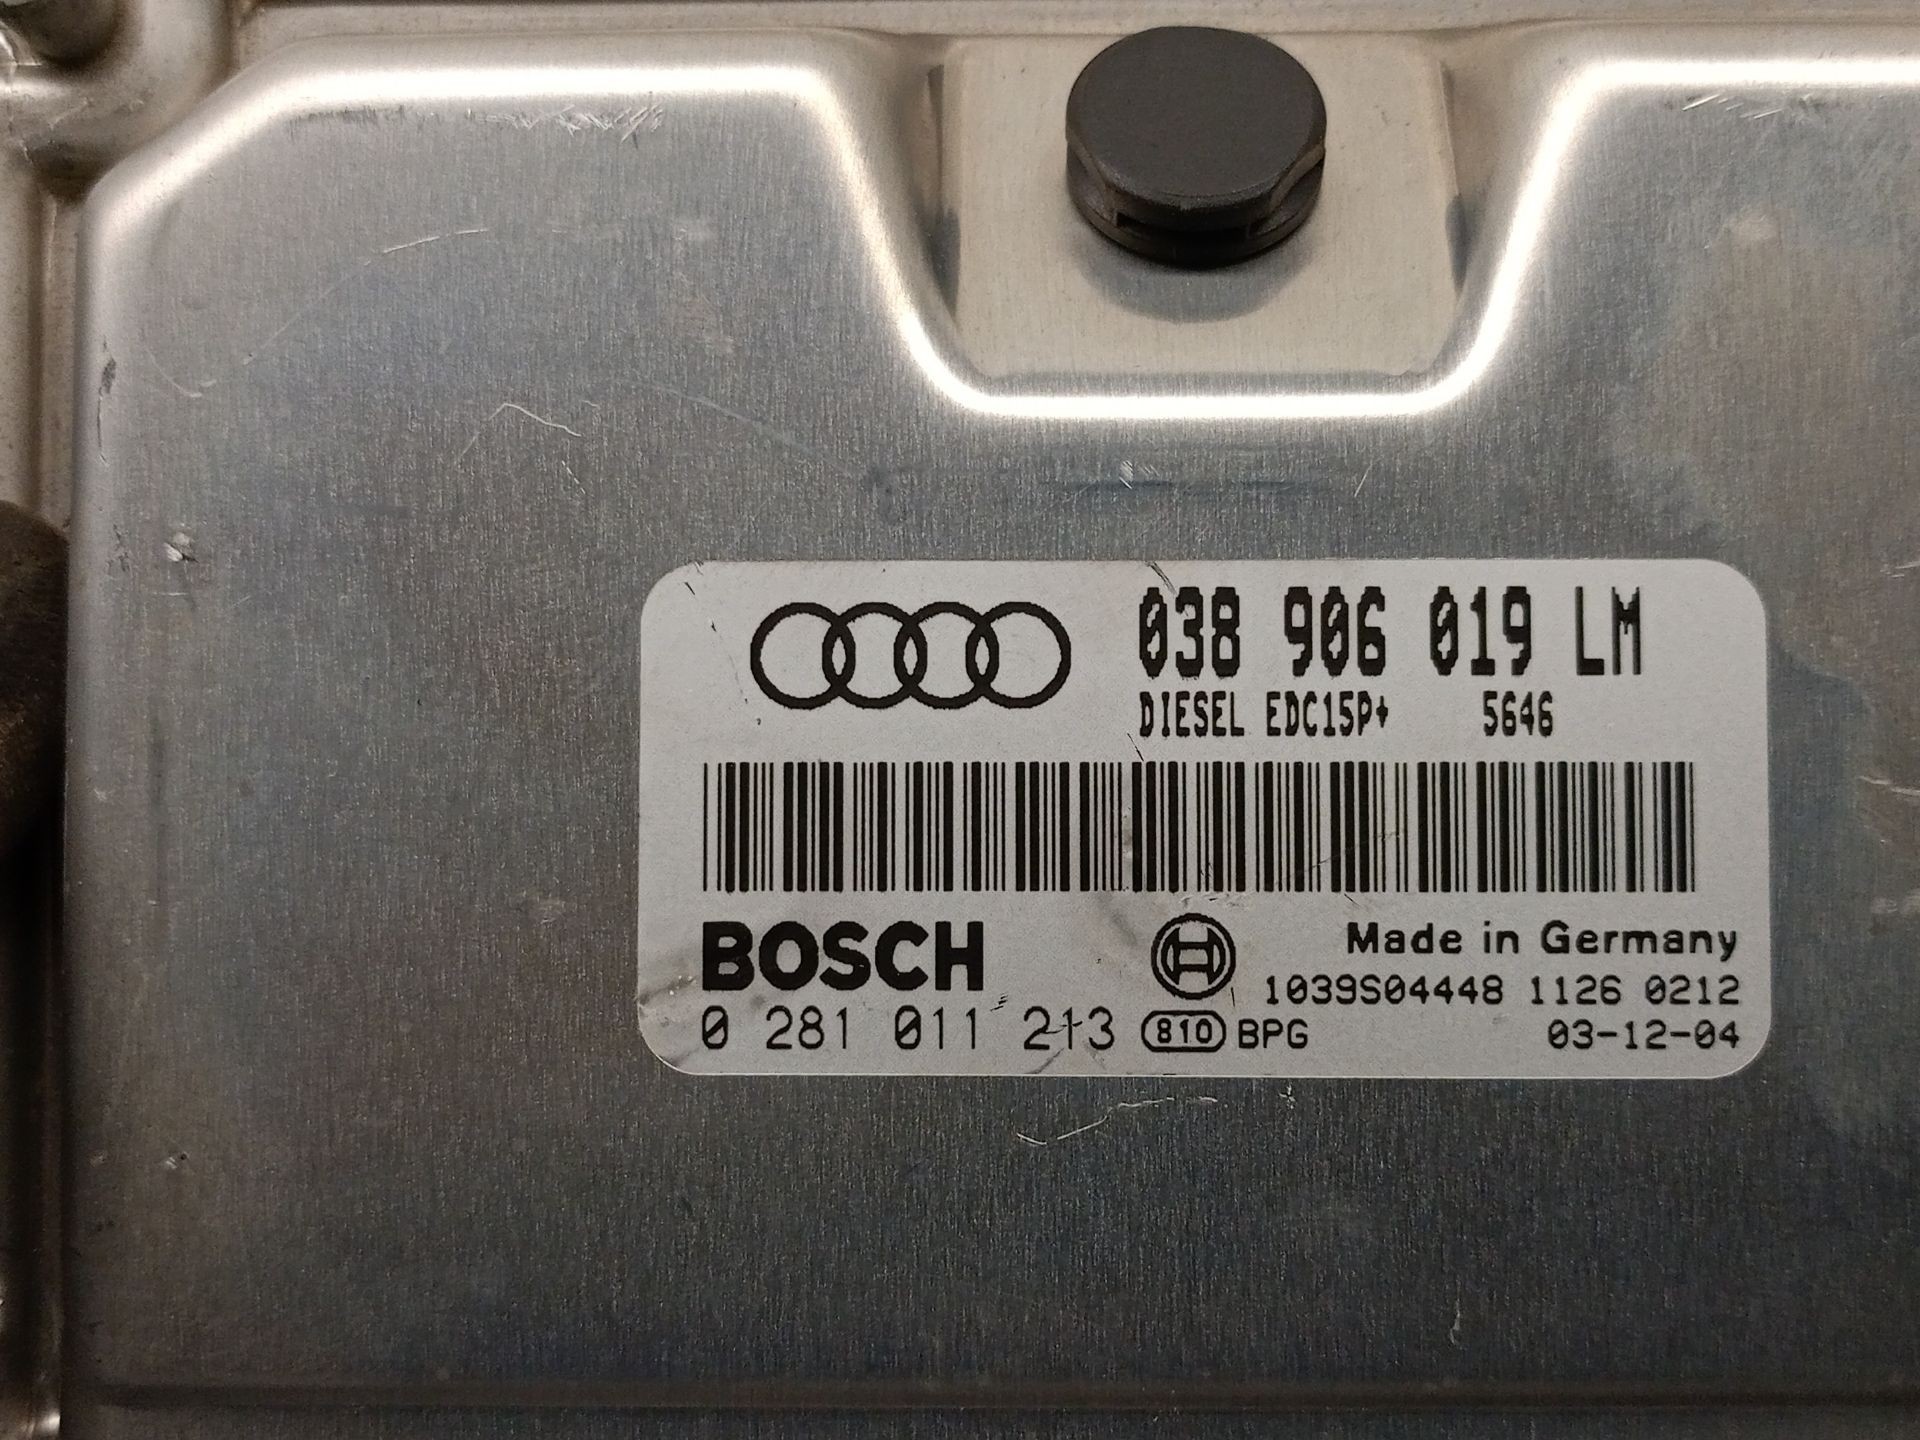 038 906 019 LM
DIESEL EDC15P+ 5646
BOSCH
Made in Germany
1039S04448 1126 0212
0 281 011 213 810 BPG 03-12-04